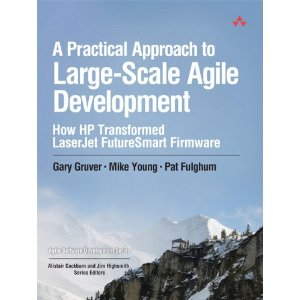 A Practical Approach to
Large-Scale Agile
Development
How HP Transformed
LaserJet FutureSmart Firmware
Gary Gruver • Mike Young • Pat Fulghum
Agile Software Development Series
Alistair Cockburn and Jim Highsmith
Series Editors